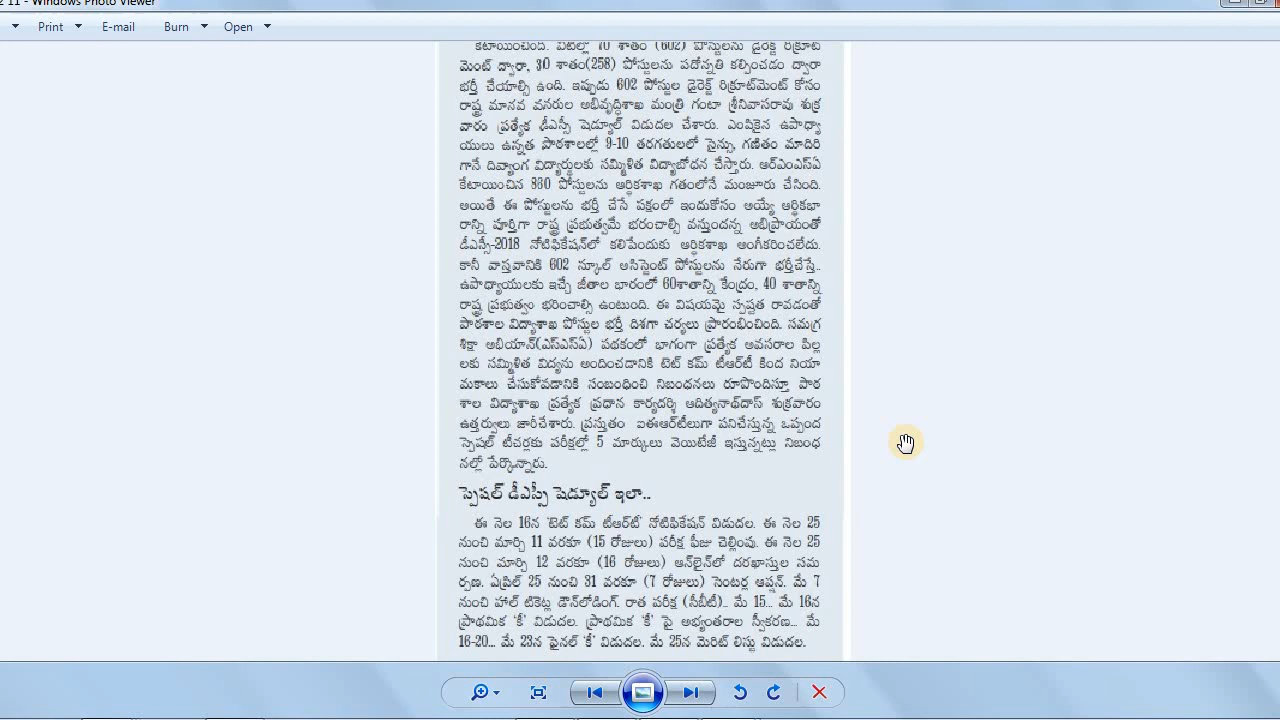 2 11 - Windows Photo Viewer
Print E-mail Burn Open
కేటాయించింది. వీటిల్లో 70 శాతం (602) పోస్టులను డైరెక్ట్ రిక్రూట్
మెంట్ ద్వారా, 30 శాతం(258) పోస్టులను పదోన్నతి కల్పించడం ద్వారా
భర్తీ చేయాల్సి ఉంది. ఇప్పుడు 602 పోస్టుల డైరెక్ట్ రిక్రూట్‌మెంట్ కోసం
రాష్ట్ర మానవ వనరుల అభివృద్ధిశాఖ మంత్రి గంటా శ్రీనివాసరావు శుక్ర
వారం ప్రత్యేక డీఎస్సీ షెడ్యూల్ విడుదల చేశారు. ఎంపికైన ఉపాధ్యా
యులు ఉన్నత పాఠశాలల్లో 9-10 తరగతులలో సైన్సు, గణితం మాదిరి
గానే దివ్యాంగ విద్యార్థులకు సమ్మిళిత విద్యాబోధన చేస్తారు. ఆర్ఎంఎస్ఏ
కేటాయించిన 860 పోస్టులను ఆర్థికశాఖ గతంలోనే మంజూరు చేసింది.
అయితే ఈ పోస్టులను భర్తీ చేసే పక్షంలో ఇందుకోసం అయ్యే ఆర్థికభా
రాన్ని పూర్తిగా రాష్ట్ర ప్రభుత్వమే భరంచాల్సి వస్తుందన్న అభిప్రాయంతో
డీఎస్సీ-2018 నోటిఫికేషన్‌లో కలిపేందుకు ఆర్థికశాఖ అంగీకరించలేదు.
కానీ వాస్తవానికి 602 స్కూల్ అసిస్టెంట్ పోస్టులను నేరుగా భర్తీచేస్తే..
ఉపాధ్యాయులకు ఇచ్చే జీతాల భారంలో 60శాతాన్ని కేంద్రం, 40 శాతాన్ని
రాష్ట్ర ప్రభుత్వం భరించాల్సి ఉంటుంది. ఈ విషయమై స్పష్టత రావడంతో
పాఠశాల విద్యాశాఖ పోస్టుల భర్తీ దిశగా చర్యలు ప్రారంభించింది. సమగ్ర
శిక్షా అభియాన్(ఎస్ఎస్ఏ) పథకంలో భాగంగా ప్రత్యేక అవసరాల పిల్ల
లకు సమ్మిళిత విద్యను అందించడానికి టెట్ కమ్ టీఆర్‌టీ కింద నియా
మకాలు చేసుకోవడానికి సంబంధించి నిబంధనలు రూపొందిస్తూ పాఠ
శాల విద్యాశాఖ ప్రత్యేక ప్రధాన కార్యదర్శి ఆదిత్యనాథ్‌దాస్ శుక్రవారం
ఉత్తర్వులు జారీచేశారు. ప్రస్తుతం ఐఈఆర్‌టీలుగా పనిచేస్తున్న ఒప్పంద
స్పెషల్ టీచర్లకు పరీక్షల్లో 5 మార్కులు వెయిటేజీ ఇస్తున్నట్లు నిబంధ
నల్లో పేర్కొన్నారు.
స్పెషల్ డీఎస్సీ షెడ్యూల్ ఇలా..
ఈ నెల 16న 'టెట్ కమ్ టీఆర్‌టీ' నోటిఫికేషన్ విడుదల. ఈ నెల 25
నుంచి మార్చి 11 వరకూ (15 రోజులు) పరీక్ష ఫీజు చెల్లింపు. ఈ నెల 25
నుంచి మార్చి 12 వరకూ (16 రోజులు) ఆన్‌లైన్‌లో దరఖాస్తుల సమ
ర్పణ. ఏప్రిల్ 25 నుంచి 31 వరకూ (7 రోజులు) సెంటర్ల ఆప్షన్. మే 7
నుంచి హాల్ టికెట్ల డౌన్‌లోడింగ్. రాత పరీక్ష (సీబీటీ).. మే 15... మే 16న
ప్రాథమిక 'కీ' విడుదల. ప్రాథమిక 'కీ' పై అభ్యంతరాల స్వీకరణ... మే
16-20... మే 23న ఫైనల్ 'కీ' విడుదల. మే 25న మెరిట్ లిస్టు విడుదల.